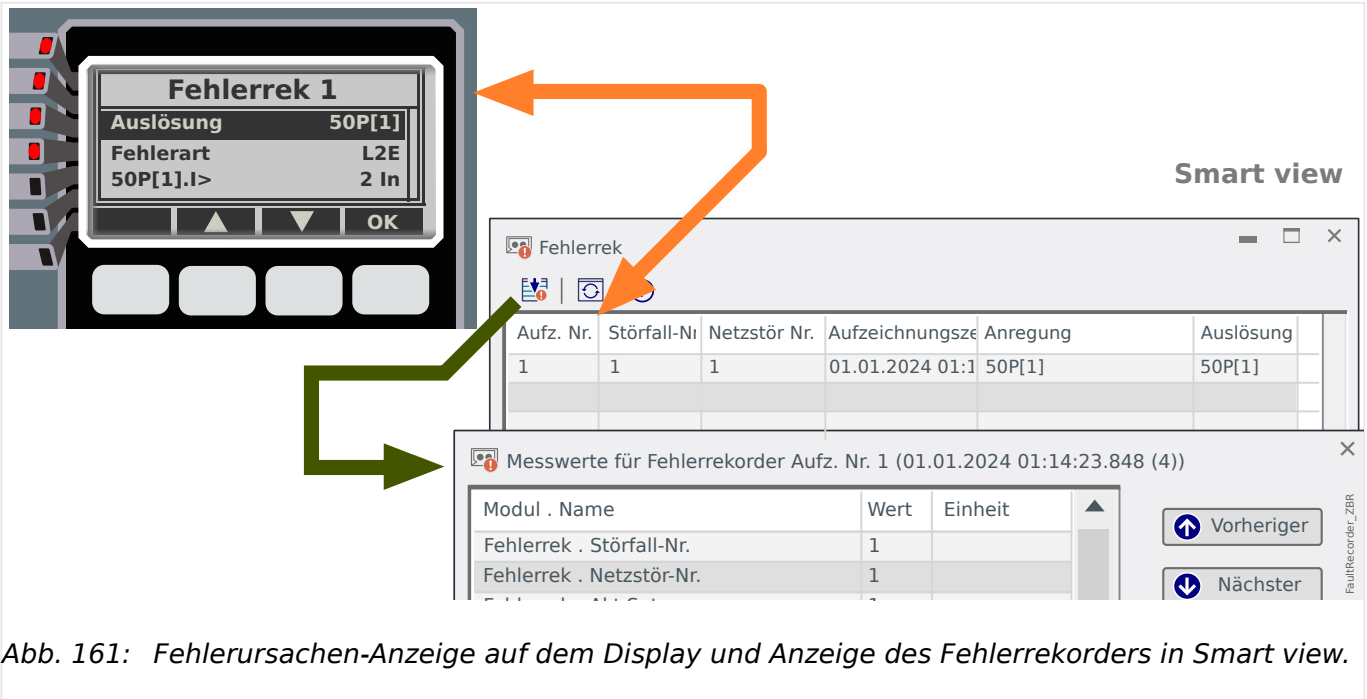 Fehlerrek 1
Auslösung 50P[1]
Fehlerart L2E
50P[1].I> 2 In
OK
Smart view
Fehlerrek
Aufz. Nr. Störfall-Nr Netzstör Nr. Aufzeichnungsze Anregung Auslösung
1 1 1 01.01.2024 01:1 50P[1] 50P[1]
Messwerte für Fehlerrekorder Aufz. Nr. 1 (01.01.2024 01:14:23.848 (4))
Modul . Name Wert Einheit
Vorheriger
Fehlerrek . Störfall-Nr. 1
Fehlerrek . Netzstör-Nr. 1
Nächster
FaultRecorder_ZBR
Abb. 161: Fehlerursachen-Anzeige auf dem Display und Anzeige des Fehlerrekorders in Smart view.